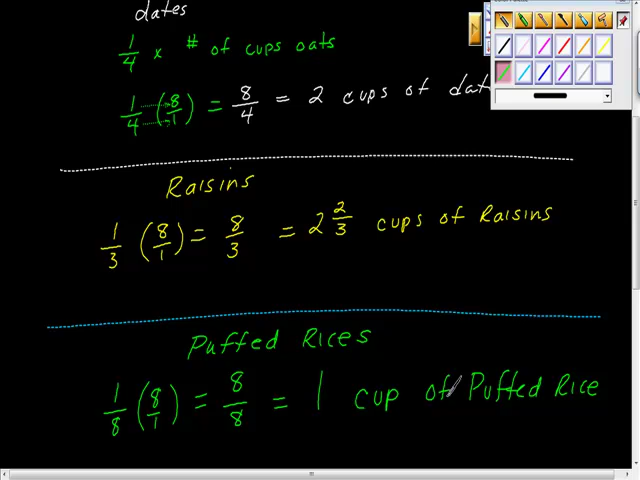 dates
1/4 x # of cups oats
1/4 (8/1) = 8/4 = 2 cups of dat
Raisins
1/3 (8/1) = 8/3 = 2 2/3 cups of Raisins
Puffed Rices
1/8 (8/1) = 8/8 = 1 cup of Puffed Rice